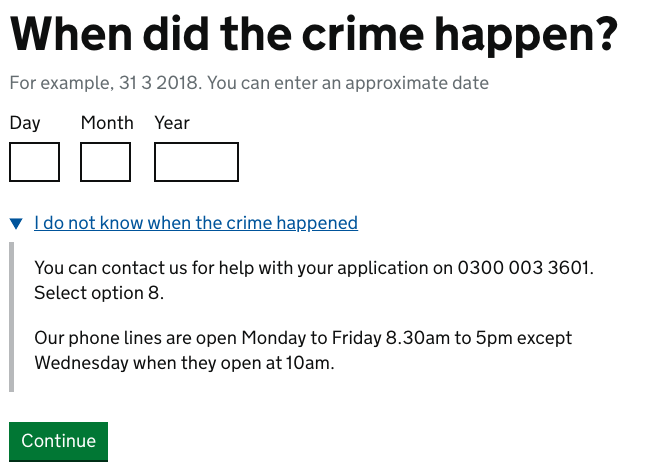 When did the crime happen?
For example, 31 3 2018. You can enter an approximate date
Day Month Year
I do not know when the crime happened
You can contact us for help with your application on 0300 003 3601.
Select option 8.
Our phone lines are open Monday to Friday 8.30am to 5pm except
Wednesday when they open at 10am.
Continue